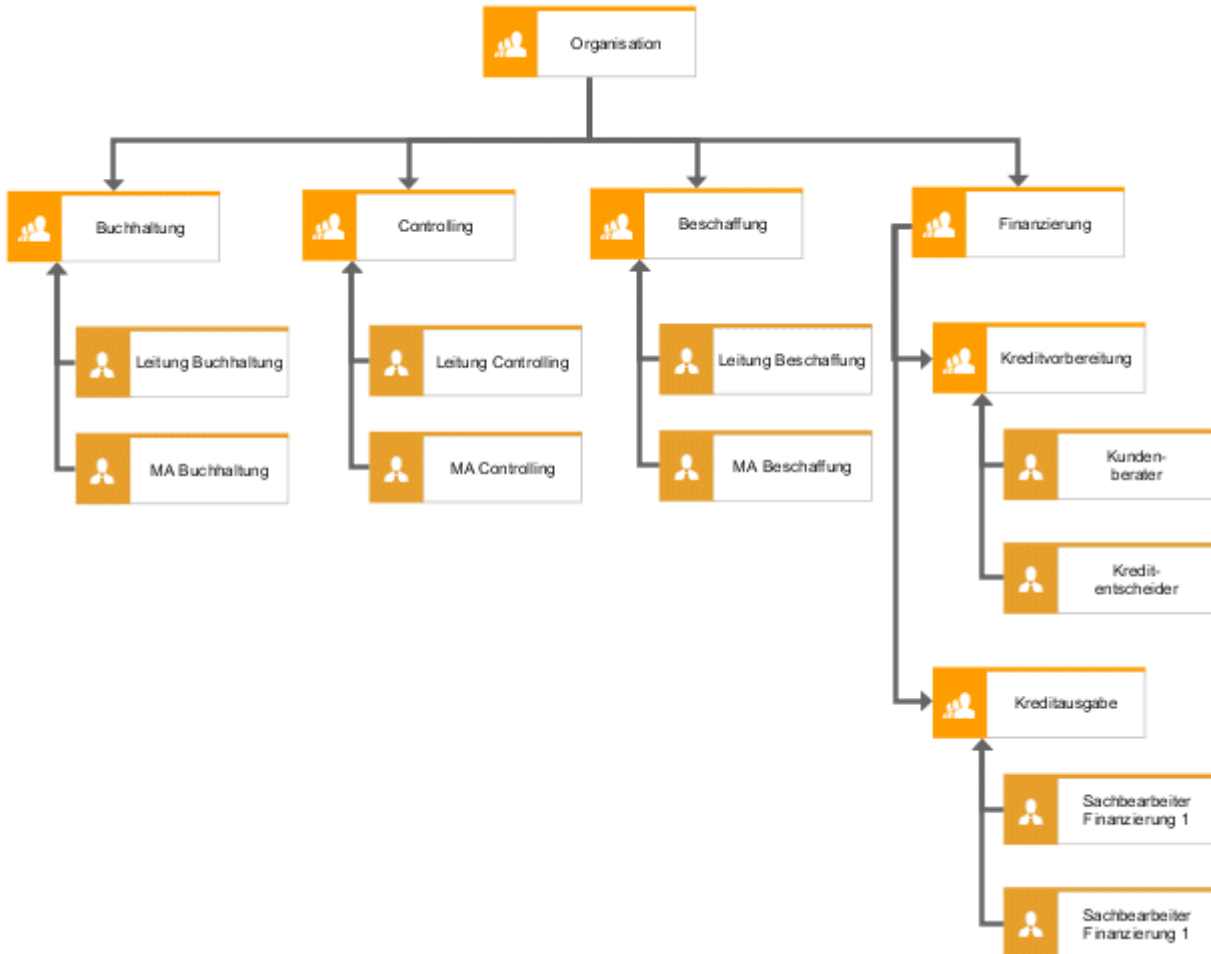 Organisation
Buchhaltung
Controlling
Beschaffung
Finanzierung
Leitung Buchhaltung
Leitung Controlling
Leitung Beschaffung
Kreditvorbereitung
MA Buchhaltung
MA Controlling
MA Beschaffung
Kunden-
berater
Kredit-
entscheider
Kreditausgabe
Sachbearbeiter
Finanzierung 1
Sachbearbeiter
Finanzierung 1